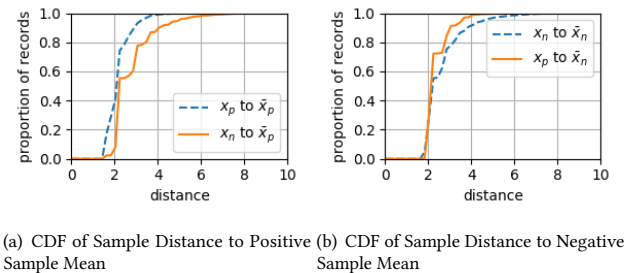 1.0
0.8
0.6
0.4
0.2
0.0
proportion of records
0 2 4 6 8 10
distance
x_p to x̄_p
x_n to x̄_p
1.0
0.8
0.6
0.4
0.2
0.0
proportion of records
0 2 4 6 8 10
distance
x_n to x̄_n
x_p to x̄_n
(a) CDF of Sample Distance to Positive
Sample Mean
(b) CDF of Sample Distance to Negative
Sample Mean